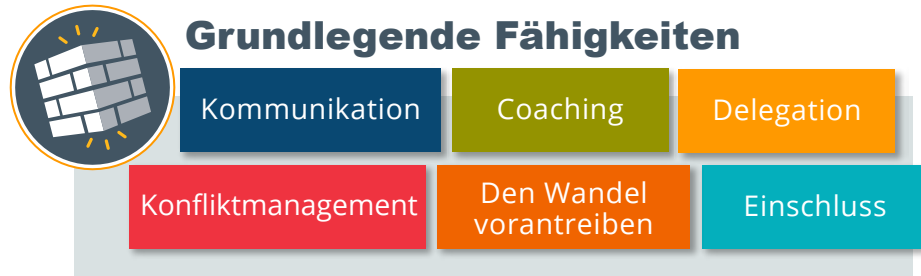 Grundlegende Fähigkeiten
Kommunikation
Coaching
Delegation
Konfliktmanagement
Den Wandel
vorantreiben
Einschluss